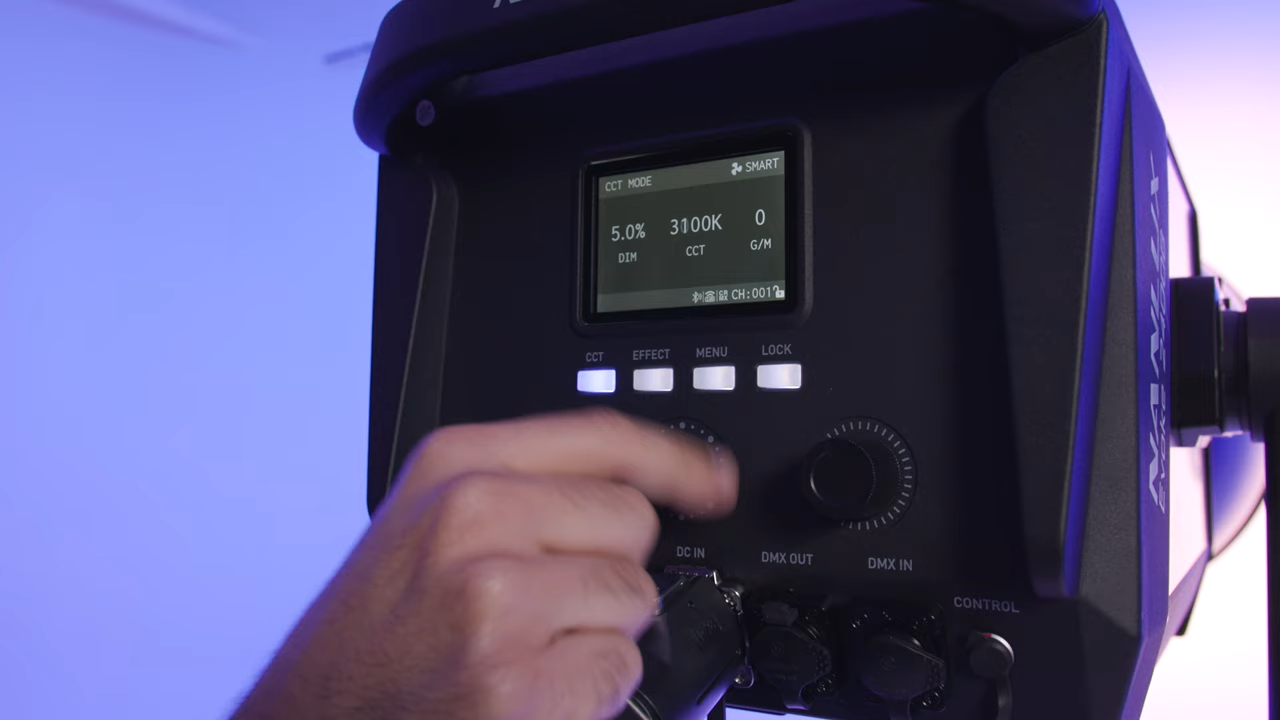 CCT MODE
SMART
5.0% 3100K 0
DIM CCT G/M
CH:001
CCT EFFECT MENU LOCK
DC IN DMX OUT DMX IN
CONTROL
NANLUX